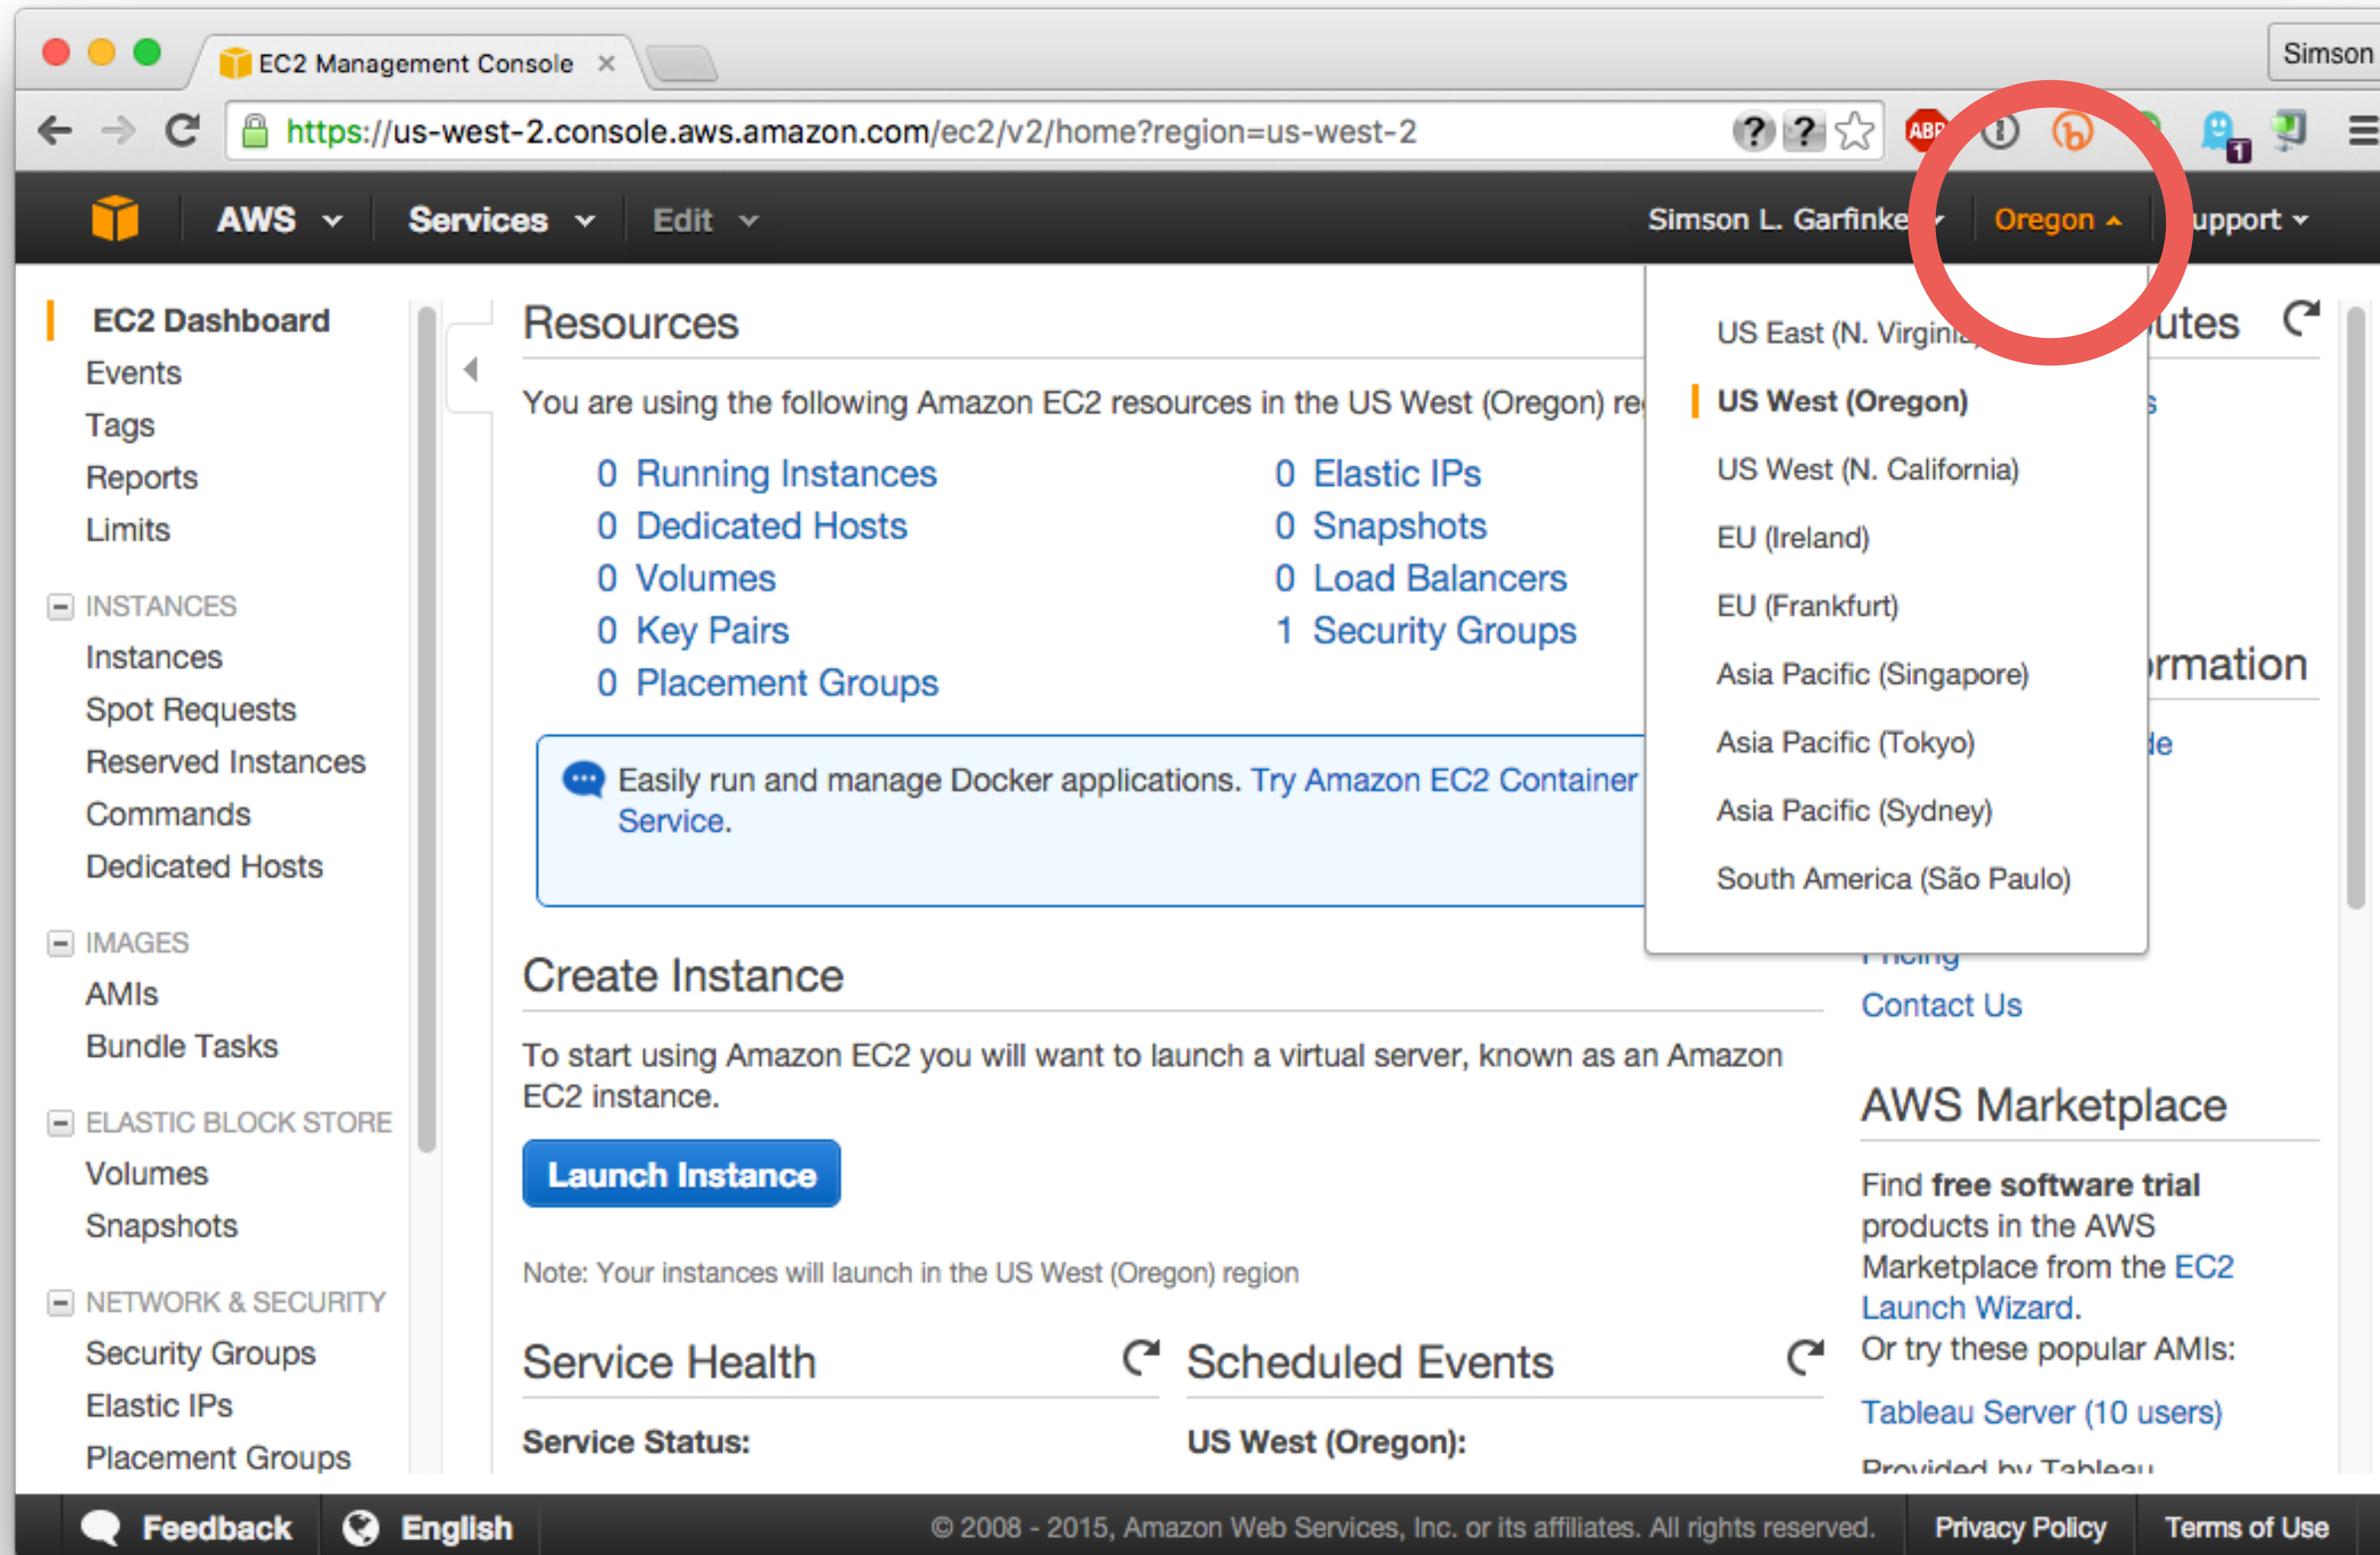 EC2 Management Console
Simson
https://us-west-2.console.aws.amazon.com/ec2/v2/home?region=us-west-2
? ? ABP 1
AWS Services Edit Simson L. Garfinke Oregon upport
EC2 Dashboard
Events
Tags
Reports
Limits
INSTANCES
Instances
Spot Requests
Reserved Instances
Commands
Dedicated Hosts
IMAGES
AMIs
Bundle Tasks
ELASTIC BLOCK STORE
Volumes
Snapshots
NETWORK & SECURITY
Security Groups
Elastic IPs
Placement Groups
Resources
You are using the following Amazon EC2 resources in the US West (Oregon) re
0 Running Instances
0 Dedicated Hosts
0 Volumes
0 Key Pairs
0 Placement Groups
0 Elastic IPs
0 Snapshots
0 Load Balancers
1 Security Groups
Easily run and manage Docker applications. Try Amazon EC2 Container
Service.
Create Instance
To start using Amazon EC2 you will want to launch a virtual server, known as an Amazon
EC2 instance.
Launch Instance
Note: Your instances will launch in the US West (Oregon) region
Service Health
Service Status:
Scheduled Events
US West (Oregon):
US East (N. Virginia)
US West (Oregon)
US West (N. California)
EU (Ireland)
EU (Frankfurt)
Asia Pacific (Singapore)
Asia Pacific (Tokyo)
Asia Pacific (Sydney)
South America (São Paulo)
utes
s
rmation
de
Pricing
Contact Us
AWS Marketplace
Find free software trial
products in the AWS
Marketplace from the EC2
Launch Wizard.
Or try these popular AMIs:
Tableau Server (10 users)
Provided by Tableau
Feedback English © 2008 - 2015, Amazon Web Services, Inc. or its affiliates. All rights reserved. Privacy Policy Terms of Use